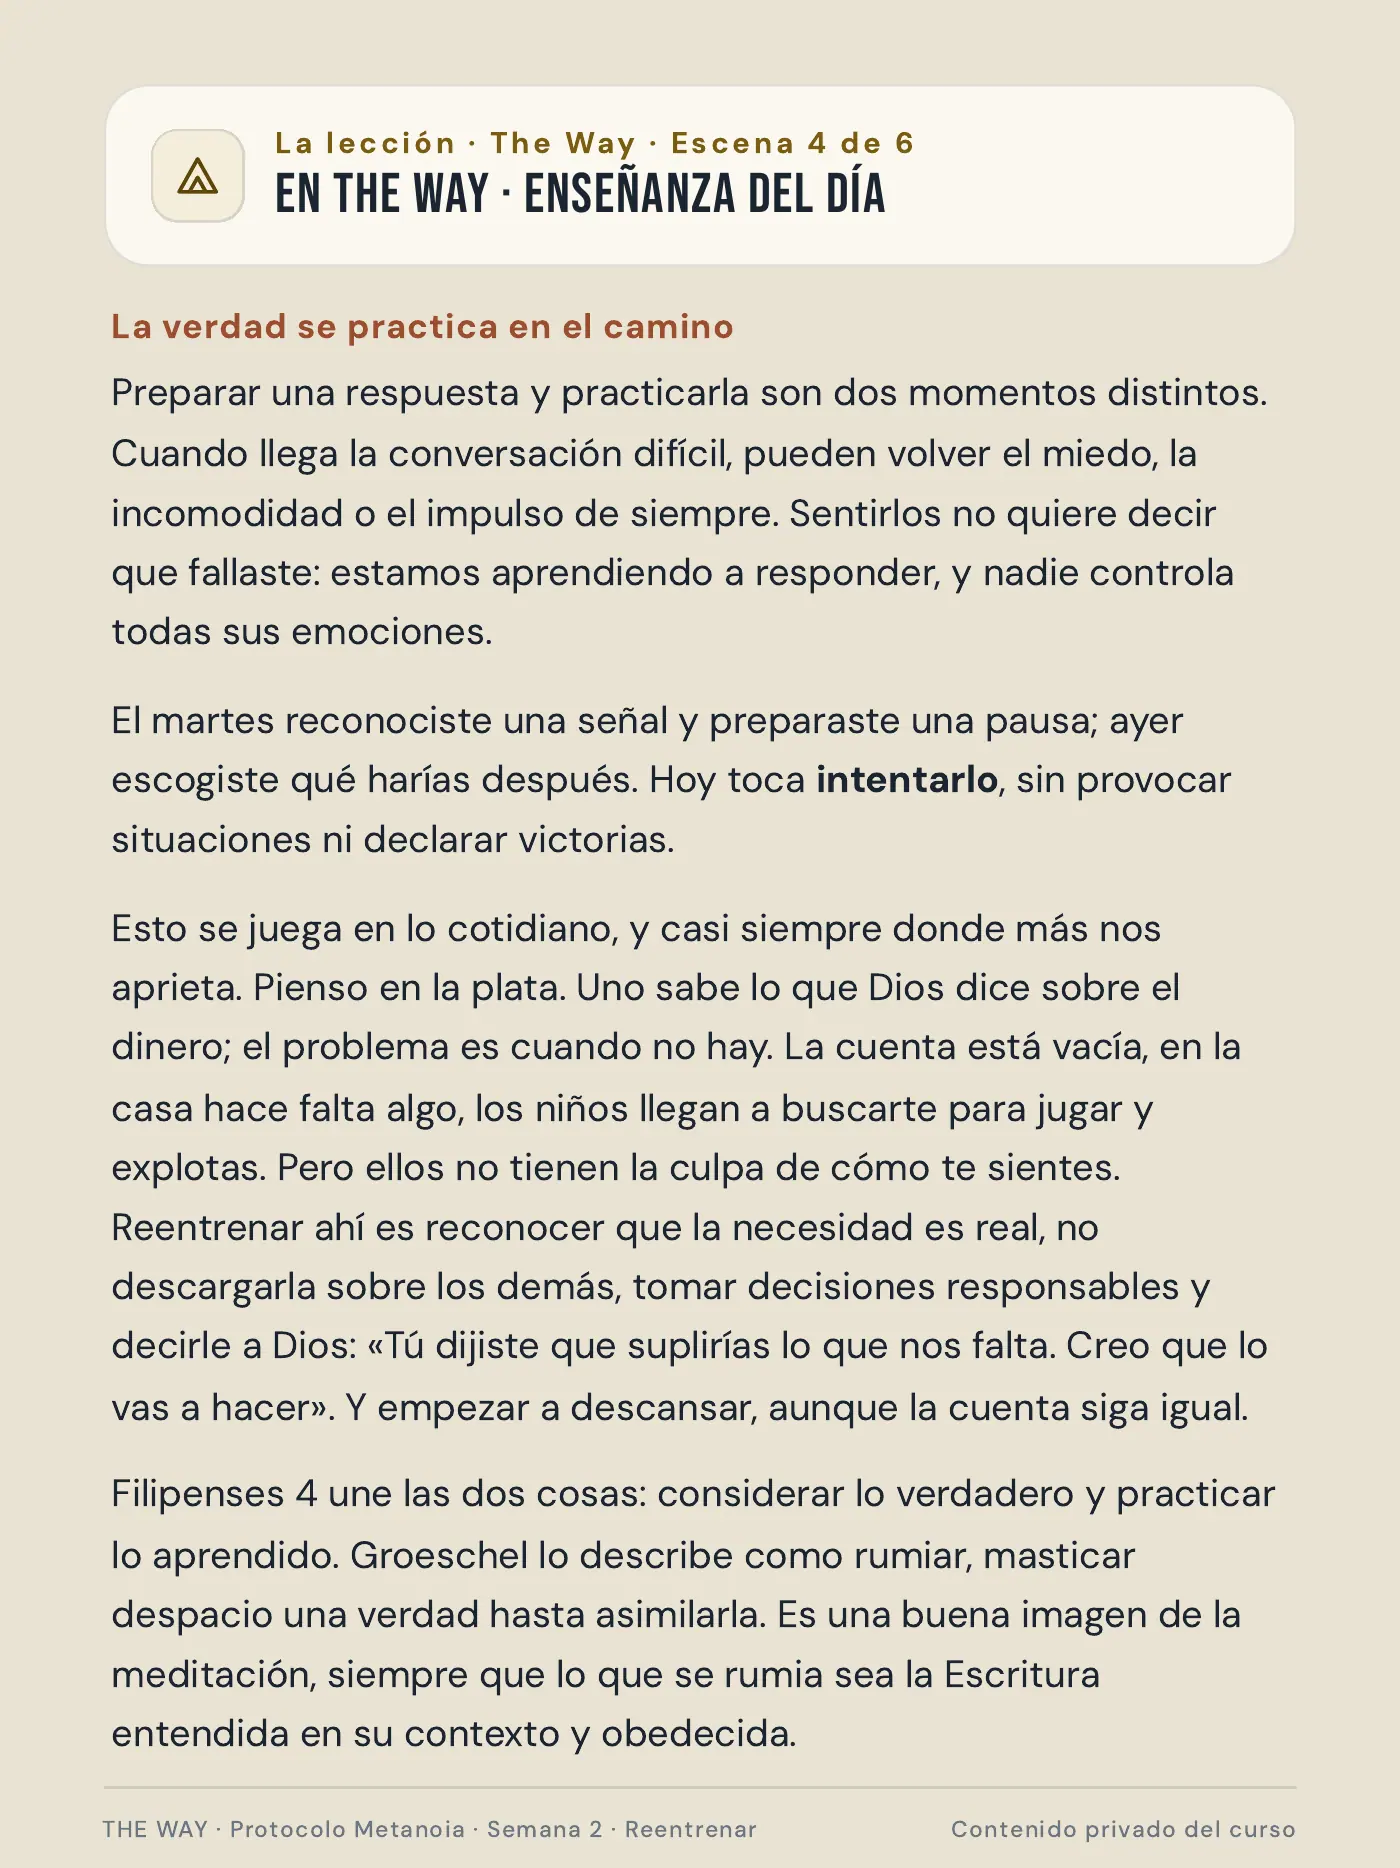 La lección · The Way · Escena 4 de 6
EN THE WAY · ENSEÑANZA DEL DÍA
La verdad se practica en el camino
Preparar una respuesta y practicarla son dos momentos distintos.
Cuando llega la conversación difícil, pueden volver el miedo, la
incomodidad o el impulso de siempre. Sentirlos no quiere decir
que fallaste: estamos aprendiendo a responder, y nadie controla
todas sus emociones.
El martes reconociste una señal y preparaste una pausa; ayer
escogiste qué harías después. Hoy toca intentarlo, sin provocar
situaciones ni declarar victorias.
Esto se juega en lo cotidiano, y casi siempre donde más nos
aprieta. Pienso en la plata. Uno sabe lo que Dios dice sobre el
dinero; el problema es cuando no hay. La cuenta está vacía, en la
casa hace falta algo, los niños llegan a buscarte para jugar y
explotas. Pero ellos no tienen la culpa de cómo te sientes.
Reentrenar ahí es reconocer que la necesidad es real, no
descargarla sobre los demás, tomar decisiones responsables y
decirle a Dios: «Tú dijiste que suplirías lo que nos falta. Creo que lo
vas a hacer». Y empezar a descansar, aunque la cuenta siga igual.
Filipenses 4 une las dos cosas: considerar lo verdadero y practicar
lo aprendido. Groeschel lo describe como rumiar, masticar
despacio una verdad hasta asimilarla. Es una buena imagen de la
meditación, siempre que lo que se rumia sea la Escritura
entendida en su contexto y obedecida.
THE WAY · Protocolo Metanoia · Semana 2 · Reentrenar
Contenido privado del curso